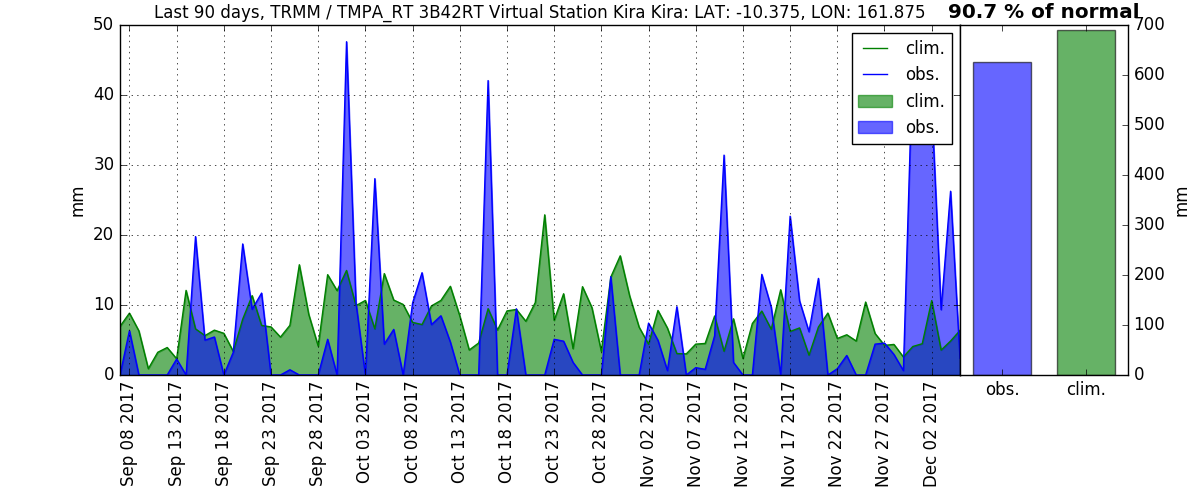 Last 90 days, TRMM / TMPA_RT 3B42RT Virtual Station Kira Kira: LAT: -10.375, LON: 161.875
90.7 % of normal
50
40
30
20
10
0
mm
clim.
obs.
clim.
obs.
700
600
500
400
300
200
100
0
mm
obs.
clim.
Sep 08 2017
Sep 13 2017
Sep 18 2017
Sep 23 2017
Sep 28 2017
Oct 03 2017
Oct 08 2017
Oct 13 2017
Oct 18 2017
Oct 23 2017
Oct 28 2017
Nov 02 2017
Nov 07 2017
Nov 12 2017
Nov 17 2017
Nov 22 2017
Nov 27 2017
Dec 02 2017